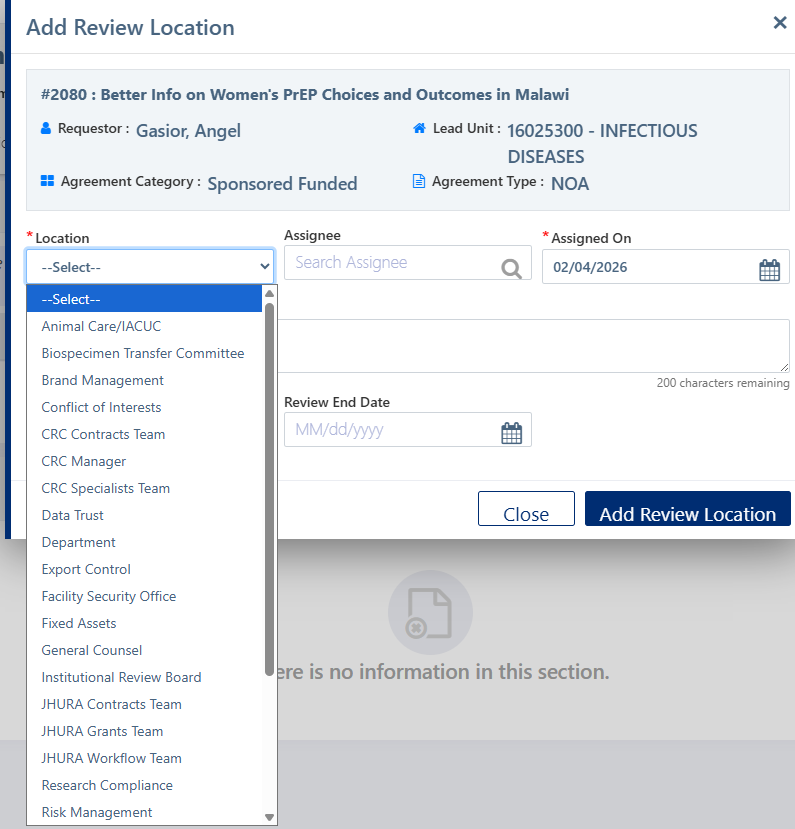 Add Review Location
#2080 : Better Info on Women's PrEP Choices and Outcomes in Malawi
Requestor : Gasior, Angel
Lead Unit : 16025300 - INFECTIOUS DISEASES
Agreement Category : Sponsored Funded
Agreement Type : NOA
*Location
Assignee
*Assigned On
--Select--
Search Assignee
02/04/2026
--Select--
Animal Care/IACUC
Biospecimen Transfer Committee
Brand Management
Conflict of Interests
CRC Contracts Team
CRC Manager
CRC Specialists Team
Data Trust
Department
Export Control
Facility Security Office
Fixed Assets
General Counsel
Institutional Review Board
JHURA Contracts Team
JHURA Grants Team
JHURA Workflow Team
Research Compliance
Risk Management
200 characters remaining
Review End Date
MM/dd/yyyy
Close
Add Review Location
ere is no information in this section.